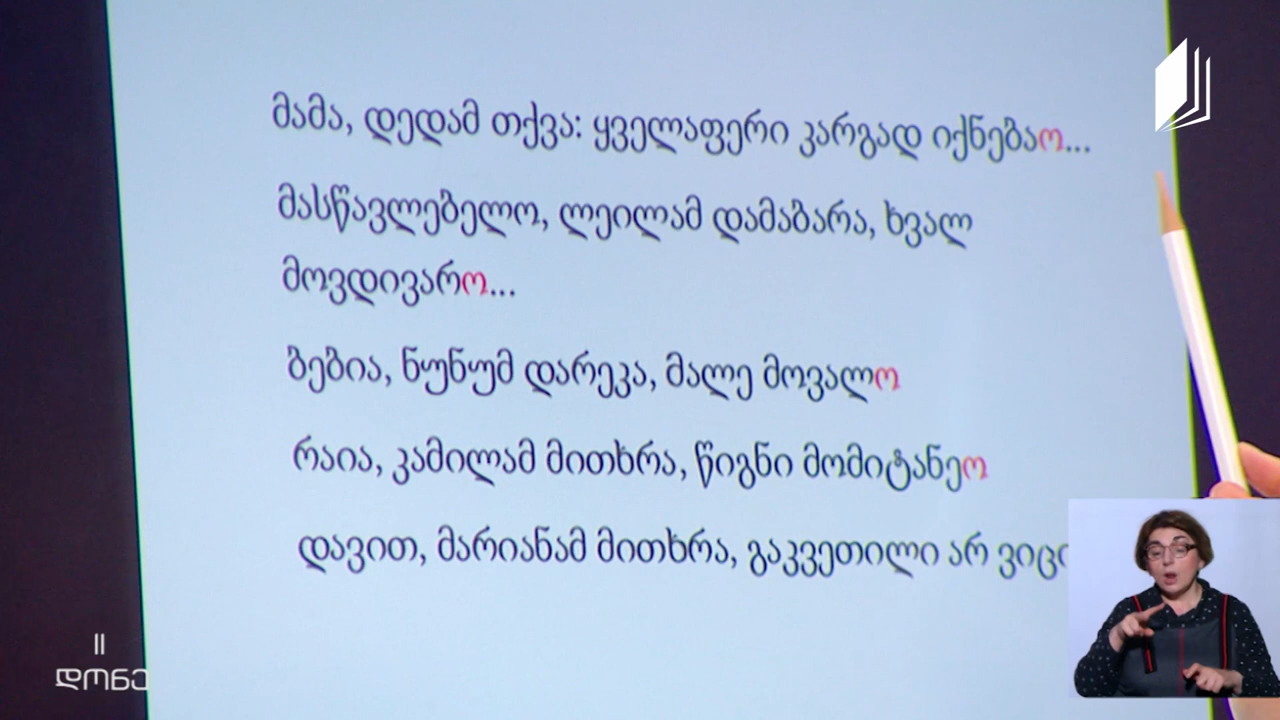 მამა, დედამ თქვა: ყველაფერი კარგად იქნებაო...
მასწავლებელო, ლეილამ დამაბარა, ხვალ
მოვდივარო...
ბებია, ნუნუმ დარეკა, მალე მოვალო
რაია, კამილამ მითხრა, წიგნი მომიტანეო
დავით, მარიანამ მითხრა, გაკვეთილი არ
II
დონე